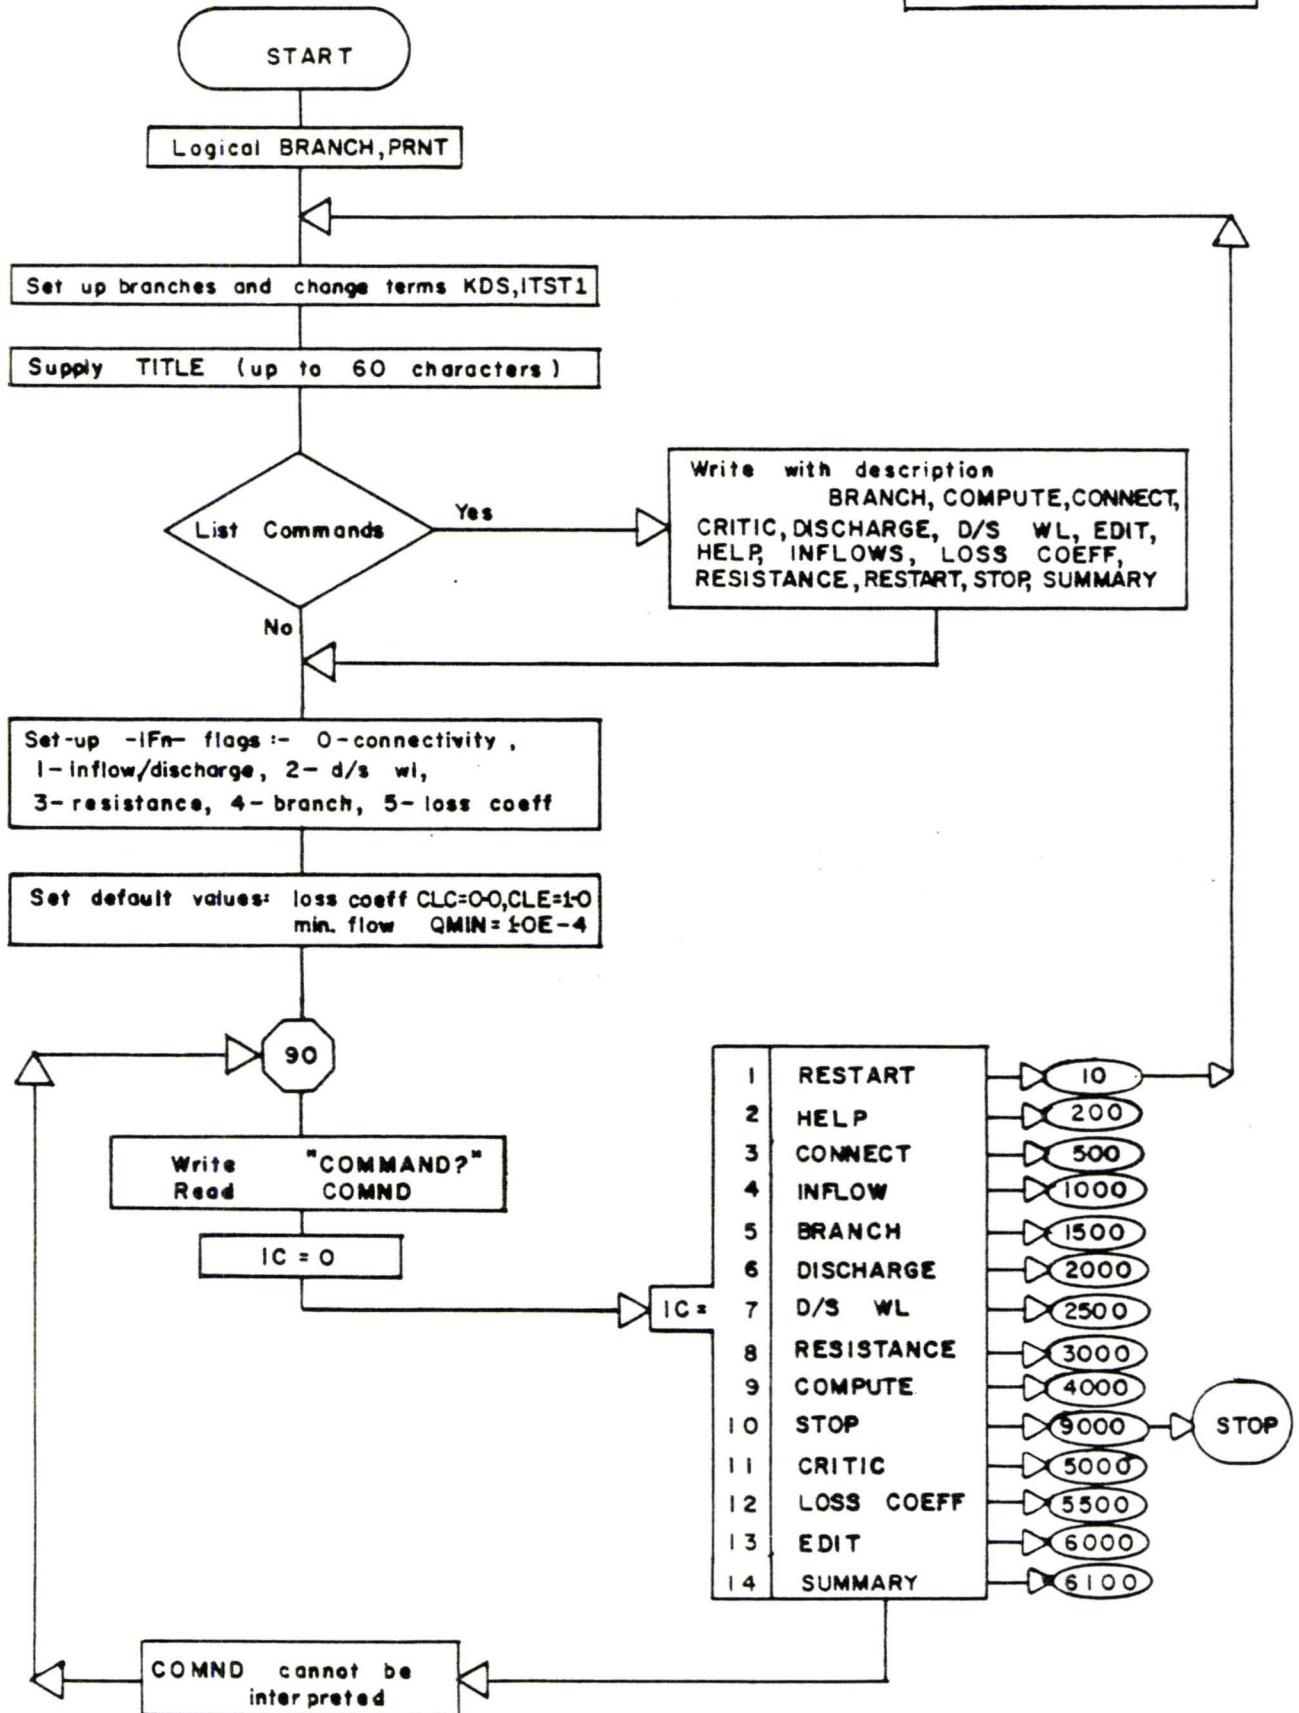 START
Logical BRANCH,PRNT
Set up branches and change terms KDS,ITST1
Supply TITLE (up to 60 characters)
List Commands
Yes
Write with description
BRANCH, COMPUTE,CONNECT,
CRITIC,DISCHARGE, D/S WL, EDIT,
HELP, INFLOWS, LOSS COEFF,
RESISTANCE,RESTART,STOP, SUMMARY
No
Set-up -IFn- flags :- 0-connectivity ,
1-inflow/discharge, 2- d/s wl,
3-resistance, 4-branch, 5-loss coeff
Set default values: loss coeff CLC=0·0,CLE=1·0
min. flow QMIN=1·0E-4
90
Write "COMMAND?"
Read COMND
IC = 0
IC =
1 RESTART 10
2 HELP 200
3 CONNECT 500
4 INFLOW 1000
5 BRANCH 1500
6 DISCHARGE 2000
7 D/S WL 2500
8 RESISTANCE 3000
9 COMPUTE 4000
10 STOP 9000 STOP
11 CRITIC 5000
12 LOSS COEFF 5500
13 EDIT 6000
14 SUMMARY 6100
COMND cannot be
interpreted